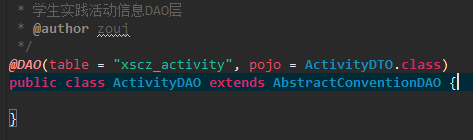 * 学生实践活动信息DAO层
* @author zouj
*/
@DAO(table = "xscz_activity", pojo = ActivityDTO.class)
public class ActivityDAO extends AbstractConventionDAO {
}